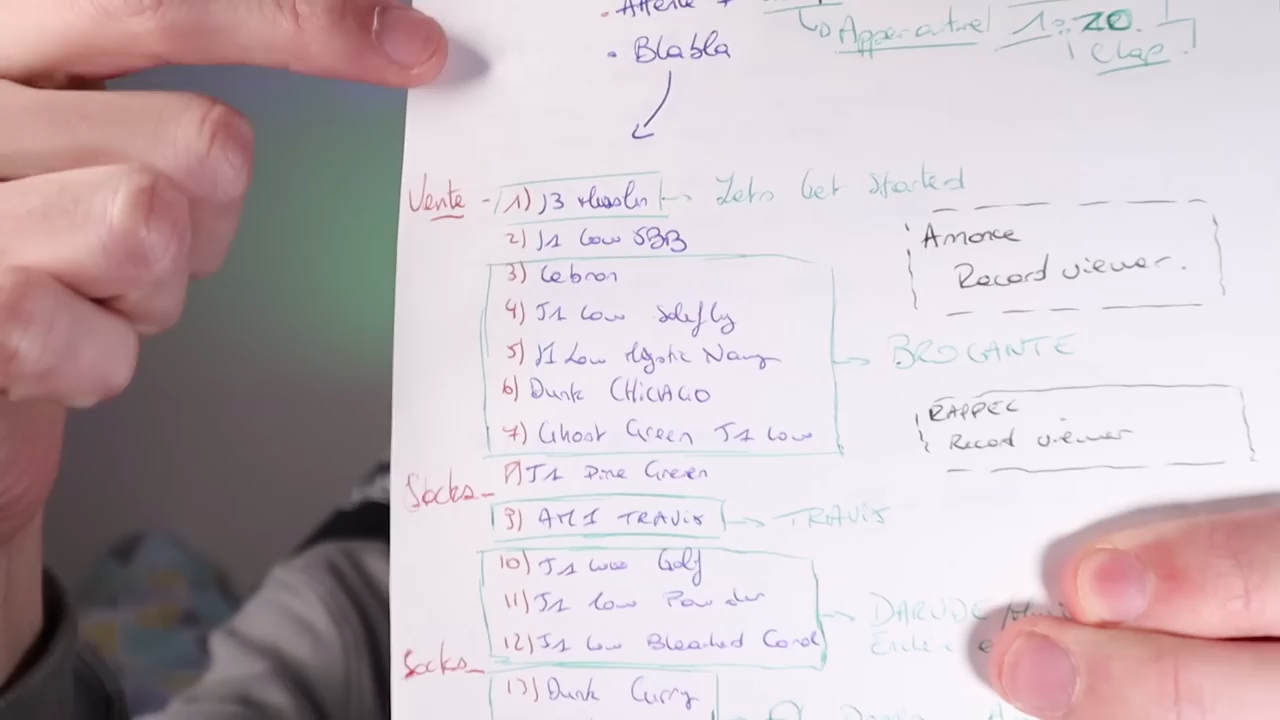 Blabla
1:20
Clap
Vente - 1) J3 → Lets Get Started
2) J1 Low SBB
3) Lebron
4) J1 Low Solefly
5) J1 Low Mystic Navy
6) Dunk CHICAGO
7) Ghost Green J1 Low
→ BROCANTE
Amorce
Record viewer.
RAPPEL
Record viewer
Socks -
8) J1 Pine Green
9) AM1 TRAVIS → TRAVIS
10) J1 Low Golf
11) J1 Low Powder
12) J1 Low Bleached Coral
→ DARUDE
Socks -
13) Dunk Curry